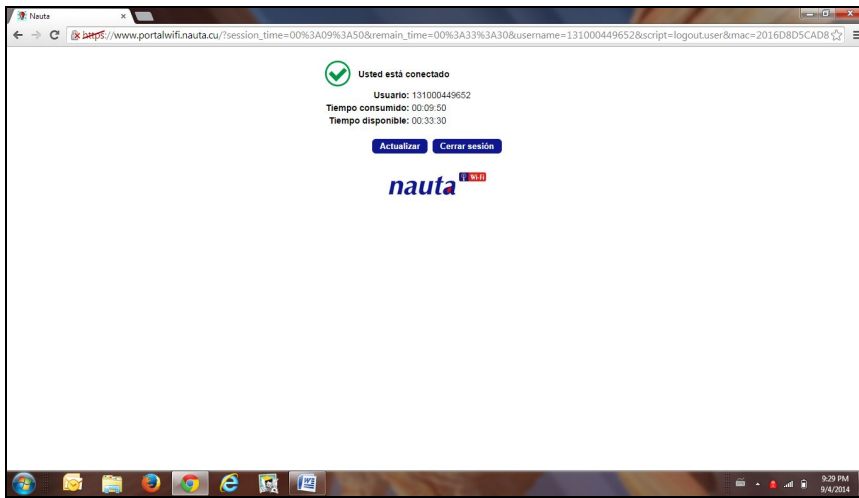 Nauta
https://www.portalwifi.nauta.cu/?session_time=00%3A09%3A50&remain_time=00%3A33%3A30&username=131000449652&script=logout.user&mac=2016D8D5CAD8
Usted está conectado
Usuario: 131000449652
Tiempo consumido: 00:09:50
Tiempo disponible: 00:33:30
Actualizar Cerrar sesión
nauta Wi-Fi
9:29 PM
9/4/2014